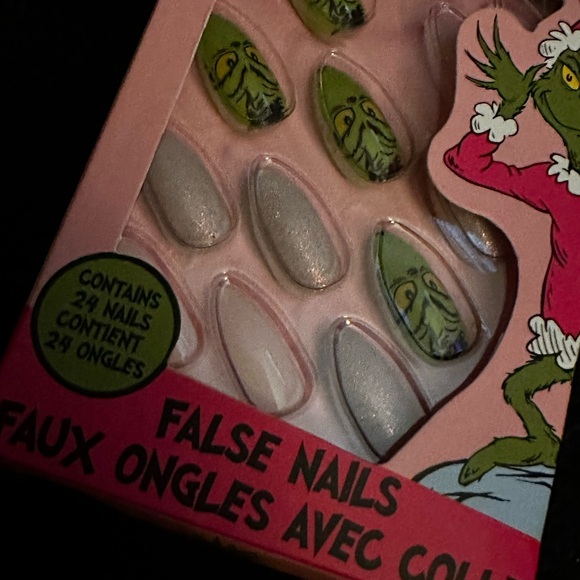 CONTAINS
24 NAILS
CONTIENT
24 ONGLES
FALSE NAILS
FAUX ONGLES AVEC